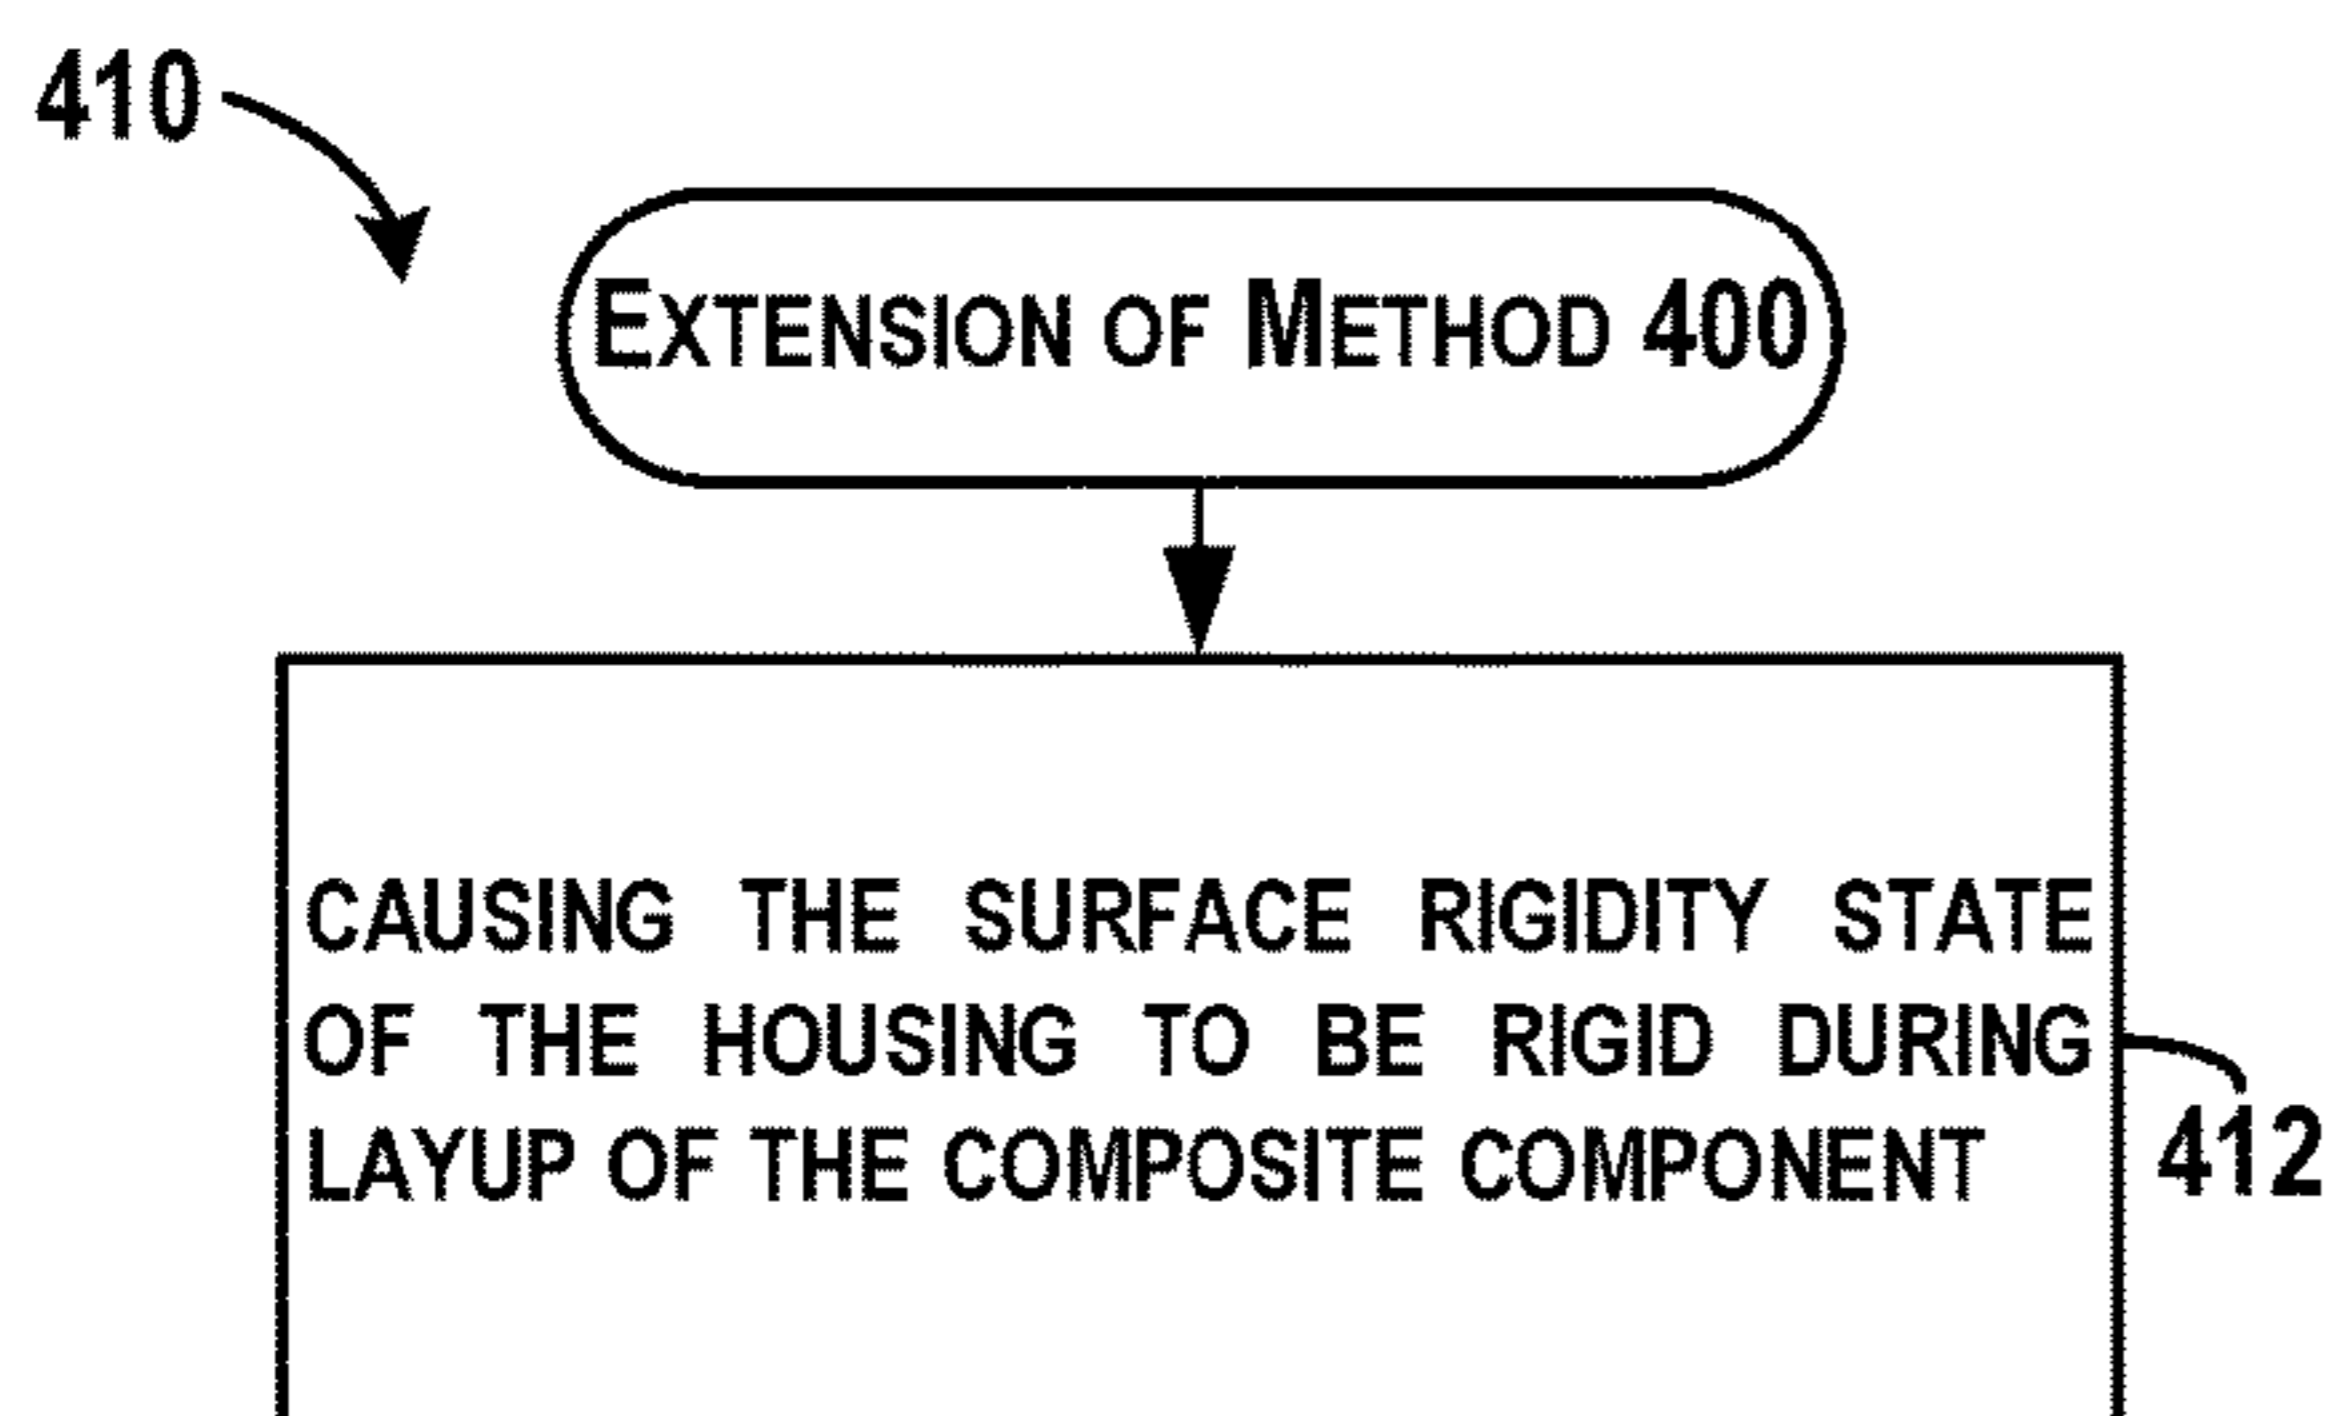 410
EXTENSION OF METHOD 400
CAUSING THE SURFACE RIGIDITY STATE
OF THE HOUSING TO BE RIGID DURING
LAYUP OF THE COMPOSITE COMPONENT
412